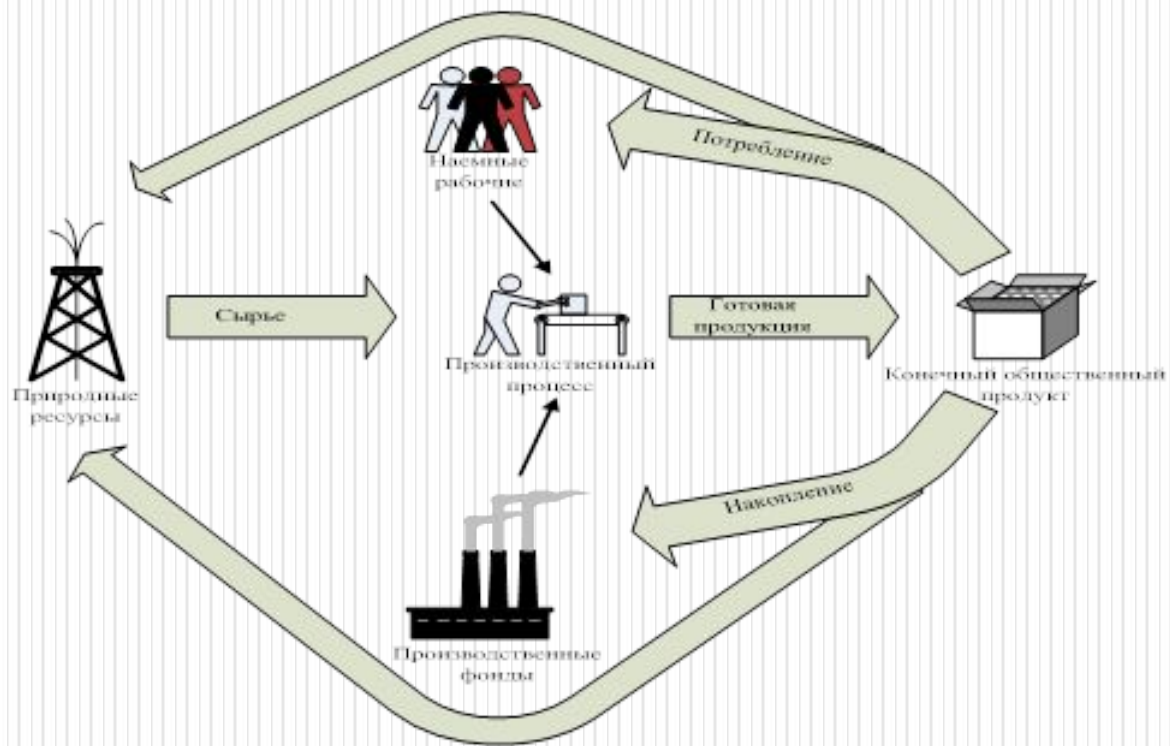 Наемные
рабочие
Потребление
Сырье
Готовая
продукция
Природные
ресурсы
Производственный
процесс
Конечный общественный
продукт
Накопление
Производственные
фонды